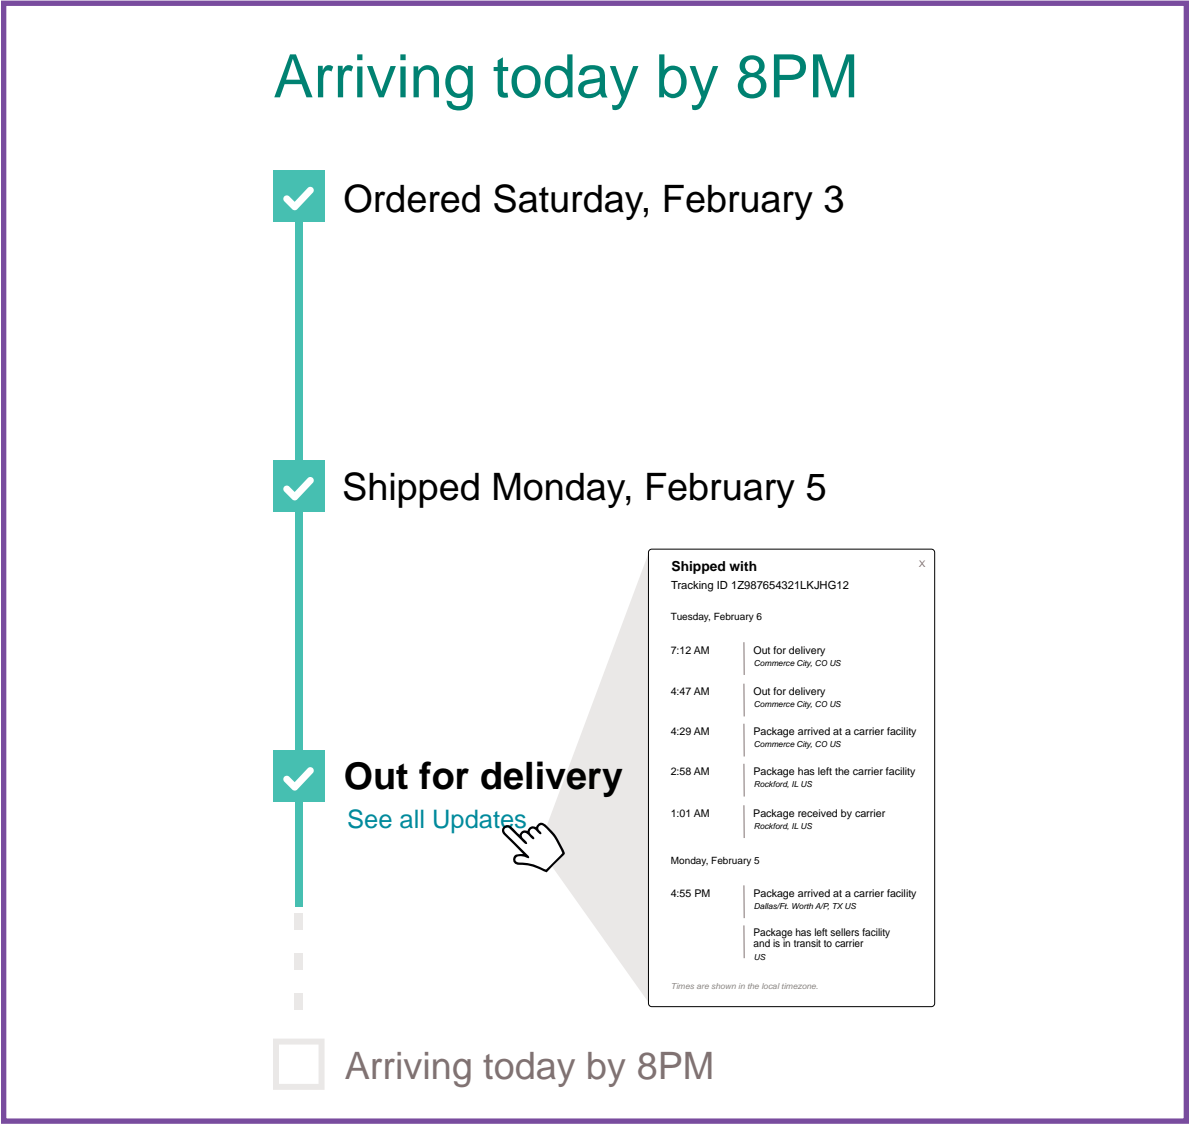 Arriving today by 8PM
Ordered Saturday, February 3
Shipped Monday, February 5
Out for delivery
See all Updates
Shipped with
x
Tracking ID 1Z987654321LKJHG12
Tuesday, February 6
7:12 AM
Out for delivery
Commerce City, CO US
4:47 AM
Out for delivery
Commerce City, CO US
4:29 AM
Package arrived at a carrier facility
Commerce City, CO US
2:58 AM
Package has left the carrier facility
Rockford, IL US
1:01 AM
Package received by carrier
Rockford, IL US
Monday, February 5
4:55 PM
Package arrived at a carrier facility
Dallas/Ft. Worth A/P, TX US
Package has left sellers facility
and is in transit to carrier
US
Times are shown in the local timezone.
Arriving today by 8PM